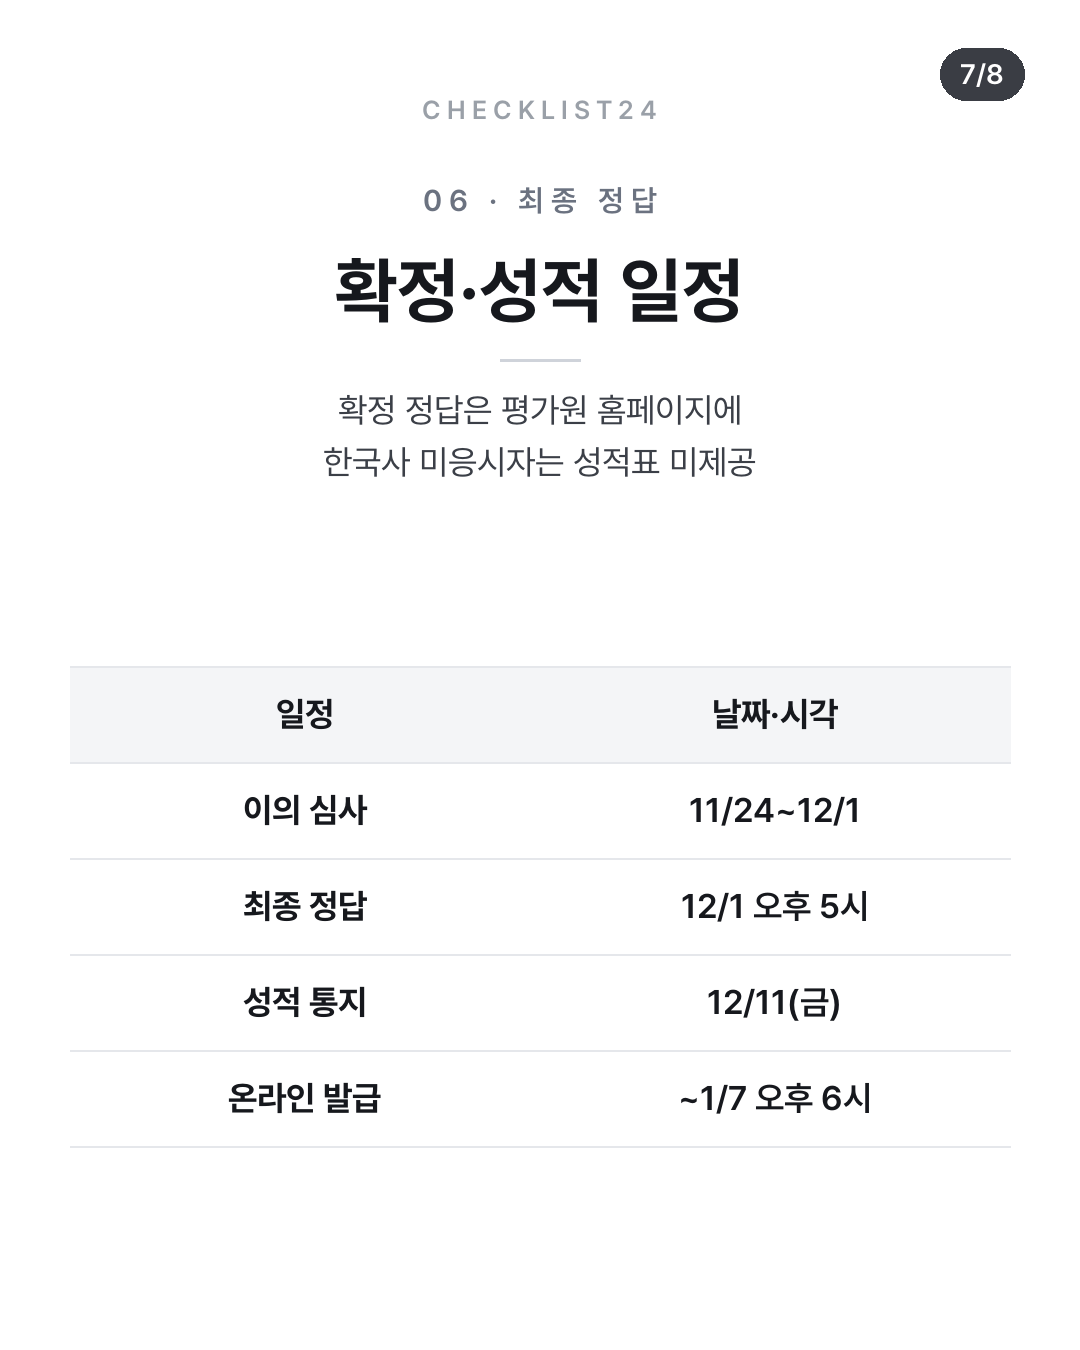 7/8
CHECKLIST24
06 · 최종 정답
확정·성적 일정
확정 정답은 평가원 홈페이지에
한국사 미응시자는 성적표 미제공
일정 날짜·시각
이의 심사 11/24~12/1
최종 정답 12/1 오후 5시
성적 통지 12/11(금)
온라인 발급 ~1/7 오후 6시